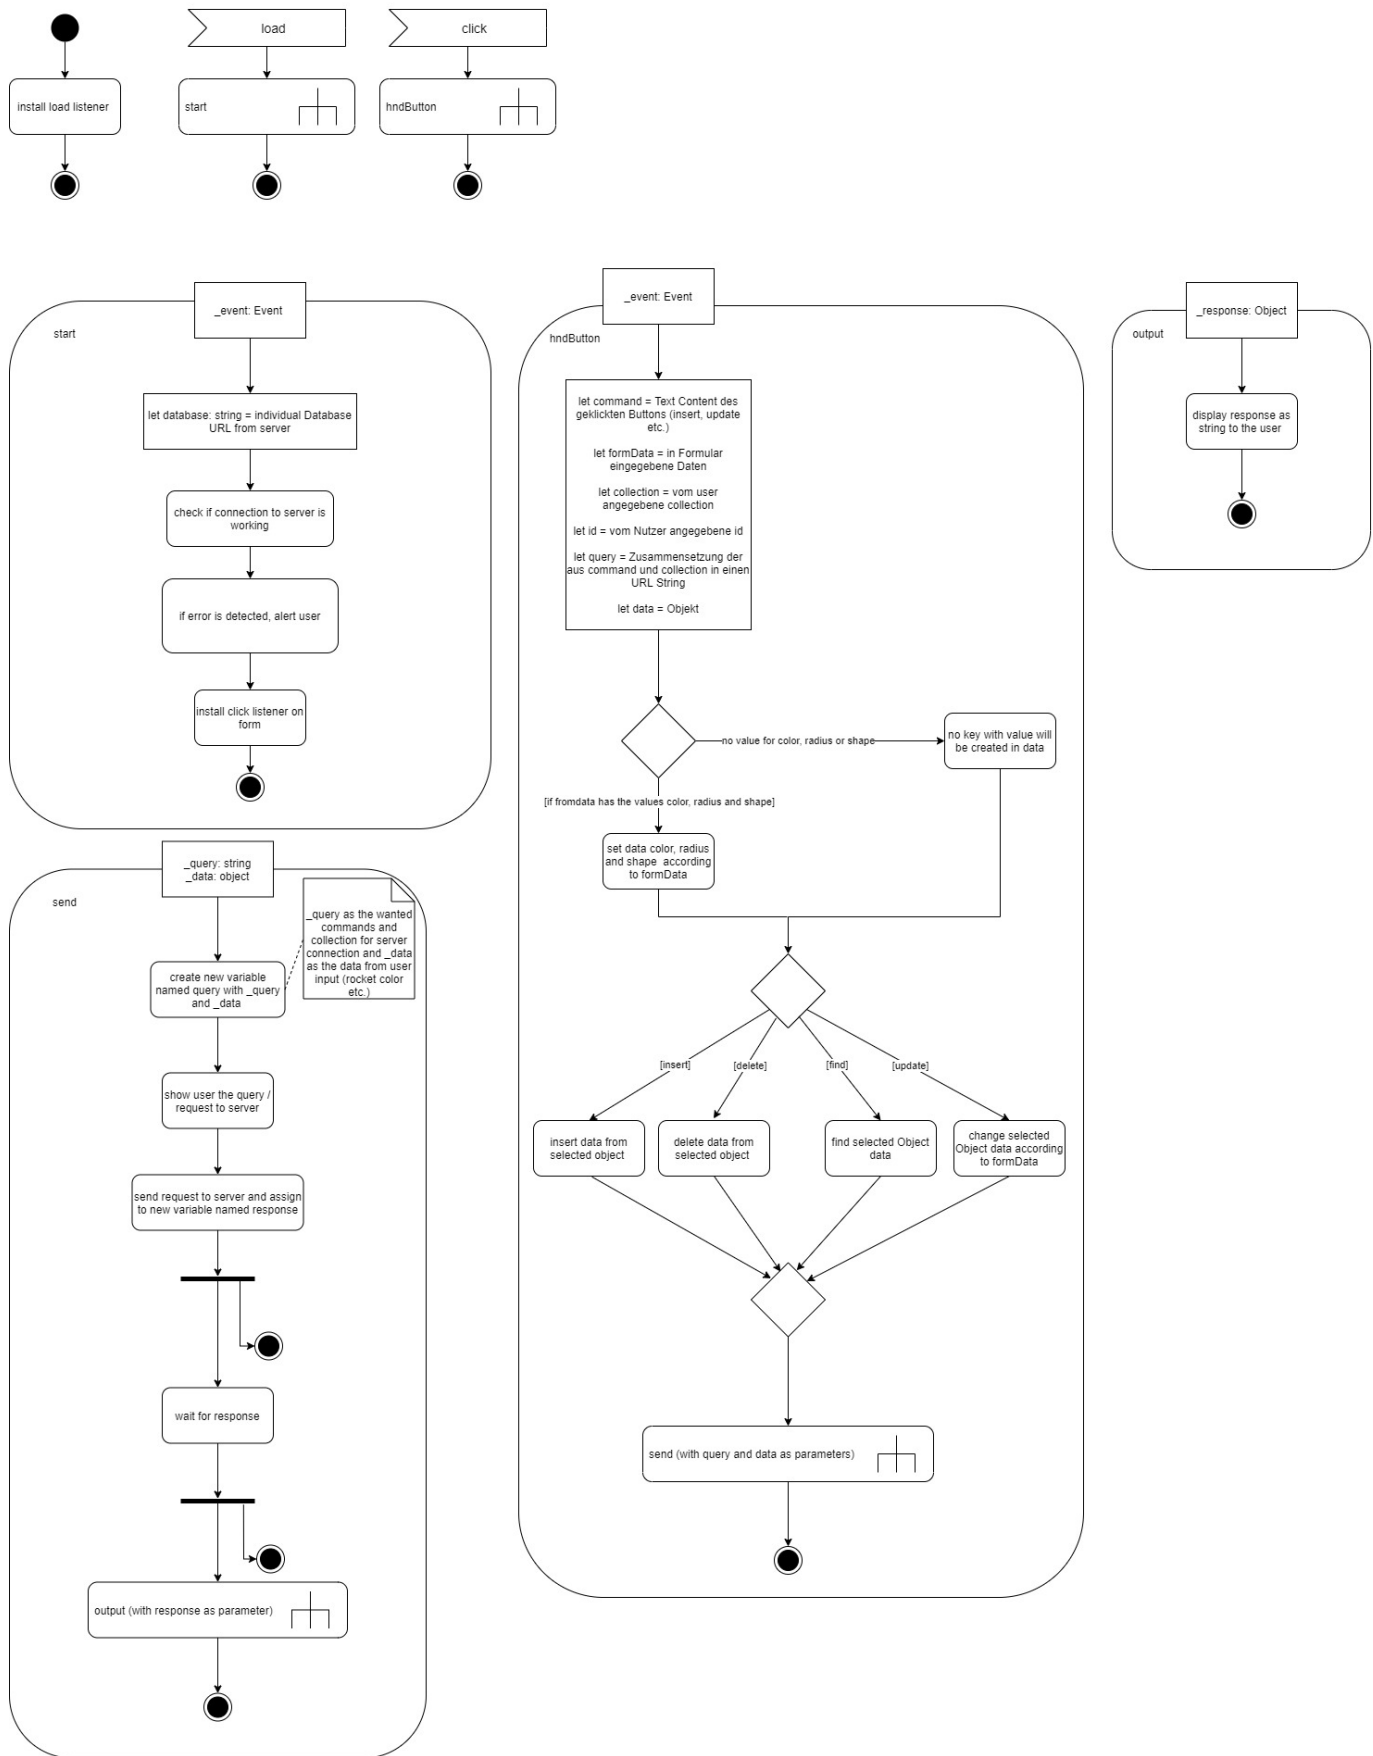 load
click
install load listener
start
hndButton
_event: Event
start
let database: string = individual Database
URL from server
check if connection to server is
working
if error is detected, alert user
install click listener on
form
_event: Event
hndButton
let command = Text Content des
geklickten Buttons (insert, update
etc.)
let formData = in Formular
eingegebene Daten
let collection = vom user
angegebene collection
let id = vom Nutzer angegebene id
let query = Zusammensetzung der
aus command und collection in einen
URL String
let data = Objekt
no value for color, radius or shape
no key with value will
be created in data
[if fromdata has the values color, radius and shape]
set data color, radius
and shape according
to formData
[insert]
[delete]
[find]
[update]
insert data from
selected object
delete data from
selected object
find selected Object
data
change selected
Object data according
to formData
send (with query and data as parameters)
_response: Object
output
display response as
string to the user
_query: string
_data: object
send
_query as the wanted
commands and
collection for server
connection and _data
as the data from user
input (rocket color
etc.)
create new variable
named query with _query
and _data
show user the query /
request to server
send request to server and assign
to new variable named response
wait for response
output (with response as parameter)